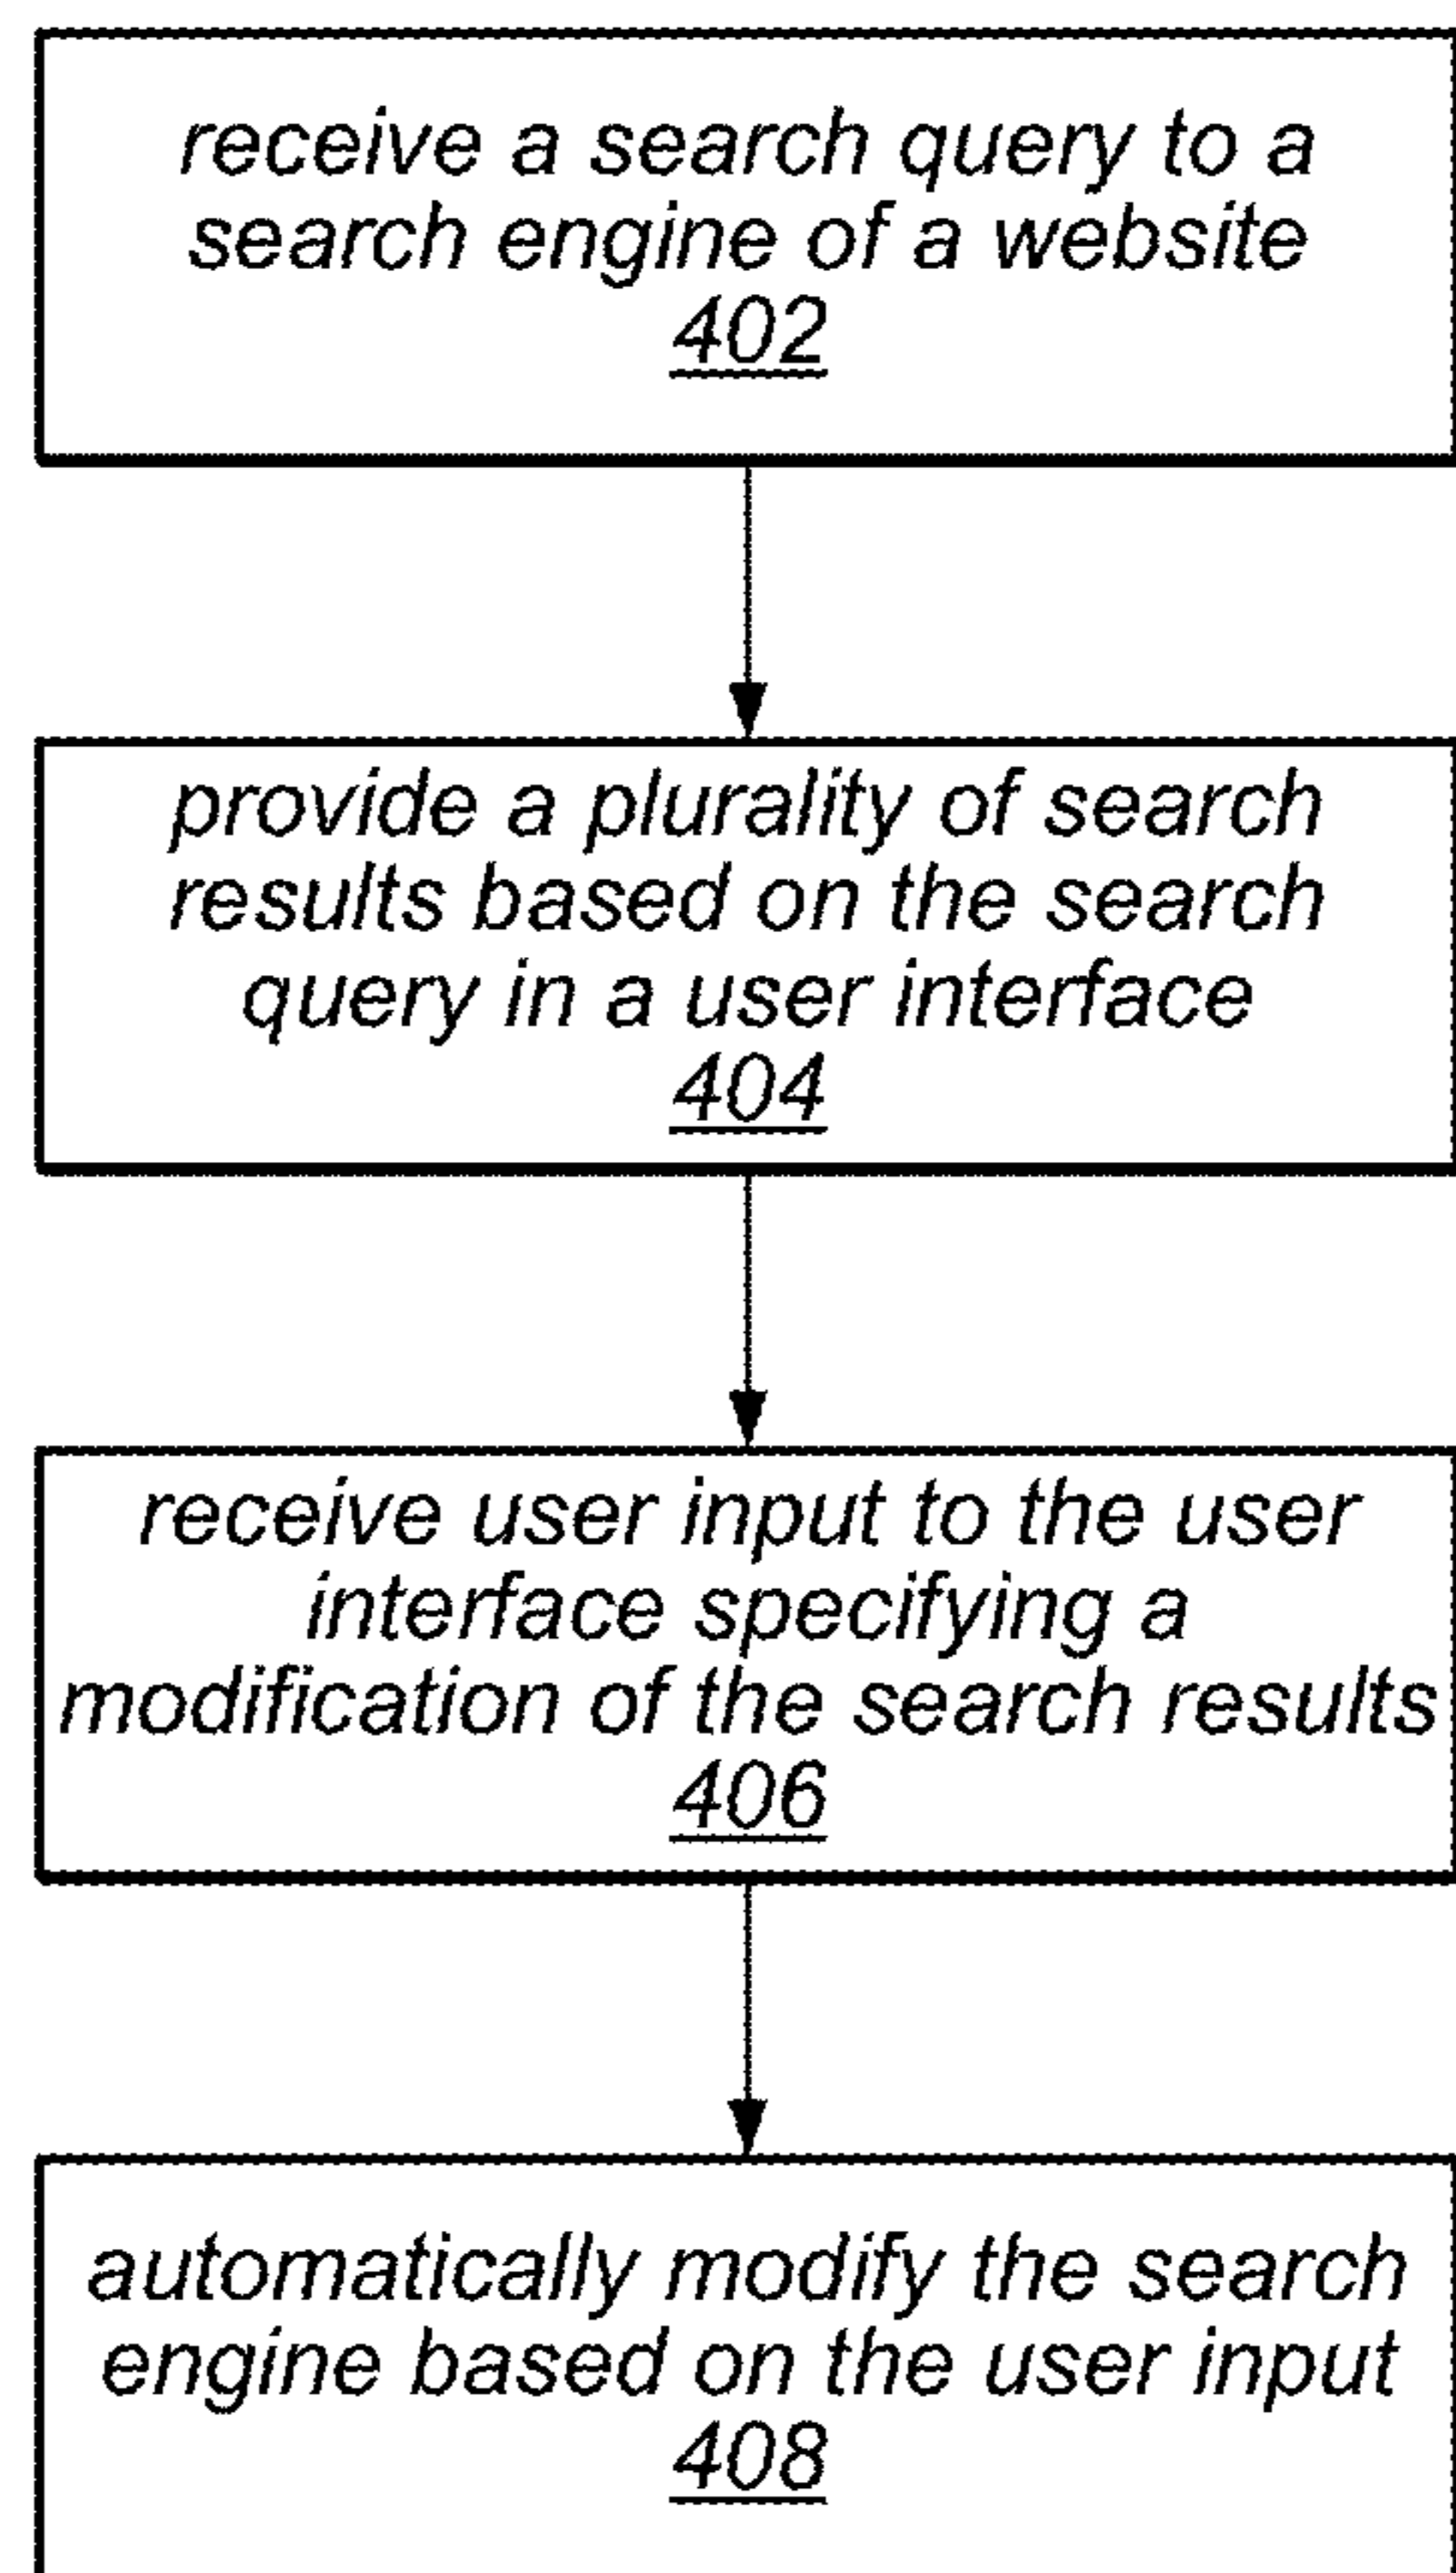 receive a search query to a
search engine of a website
402
provide a plurality of search
results based on the search
query in a user interface
404
receive user input to the user
interface specifying a
modification of the search results
406
automatically modify the search
engine based on the user input
408